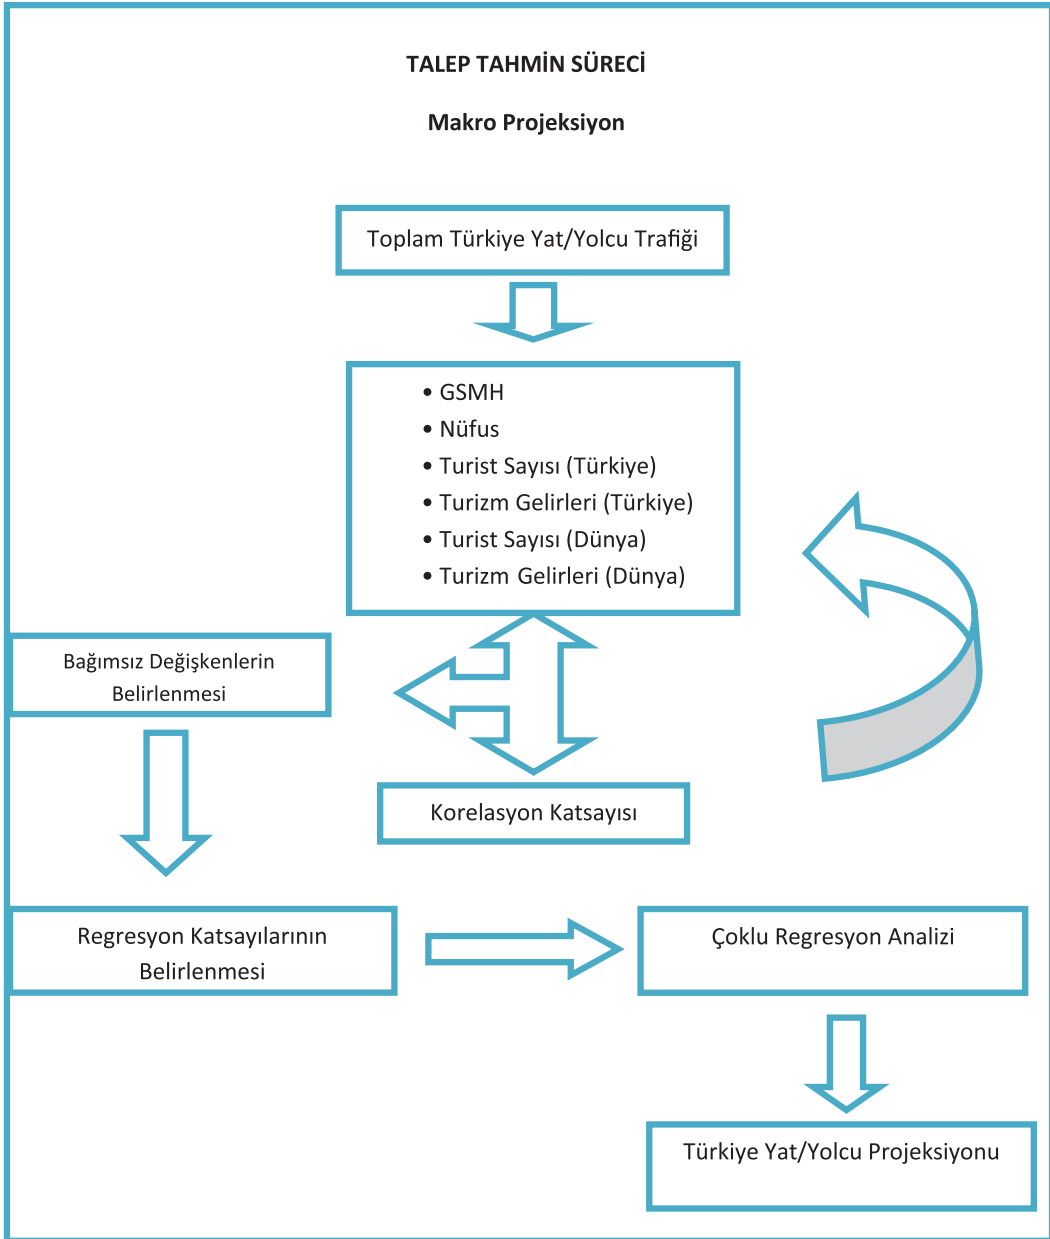 TALEP TAHMİN SÜRECİ
Makro Projeksiyon
Toplam Türkiye Yat/Yolcu Trafiği
• GSMH
• Nüfus
• Turist Sayısı (Türkiye)
• Turizm Gelirleri (Türkiye)
• Turist Sayısı (Dünya)
• Turizm Gelirleri (Dünya)
Bağımsız Değişkenlerin
Belirlenmesi
Korelasyon Katsayısı
Regresyon Katsayılarının
Belirlenmesi
Çoklu Regresyon Analizi
Türkiye Yat/Yolcu Projeksiyonu